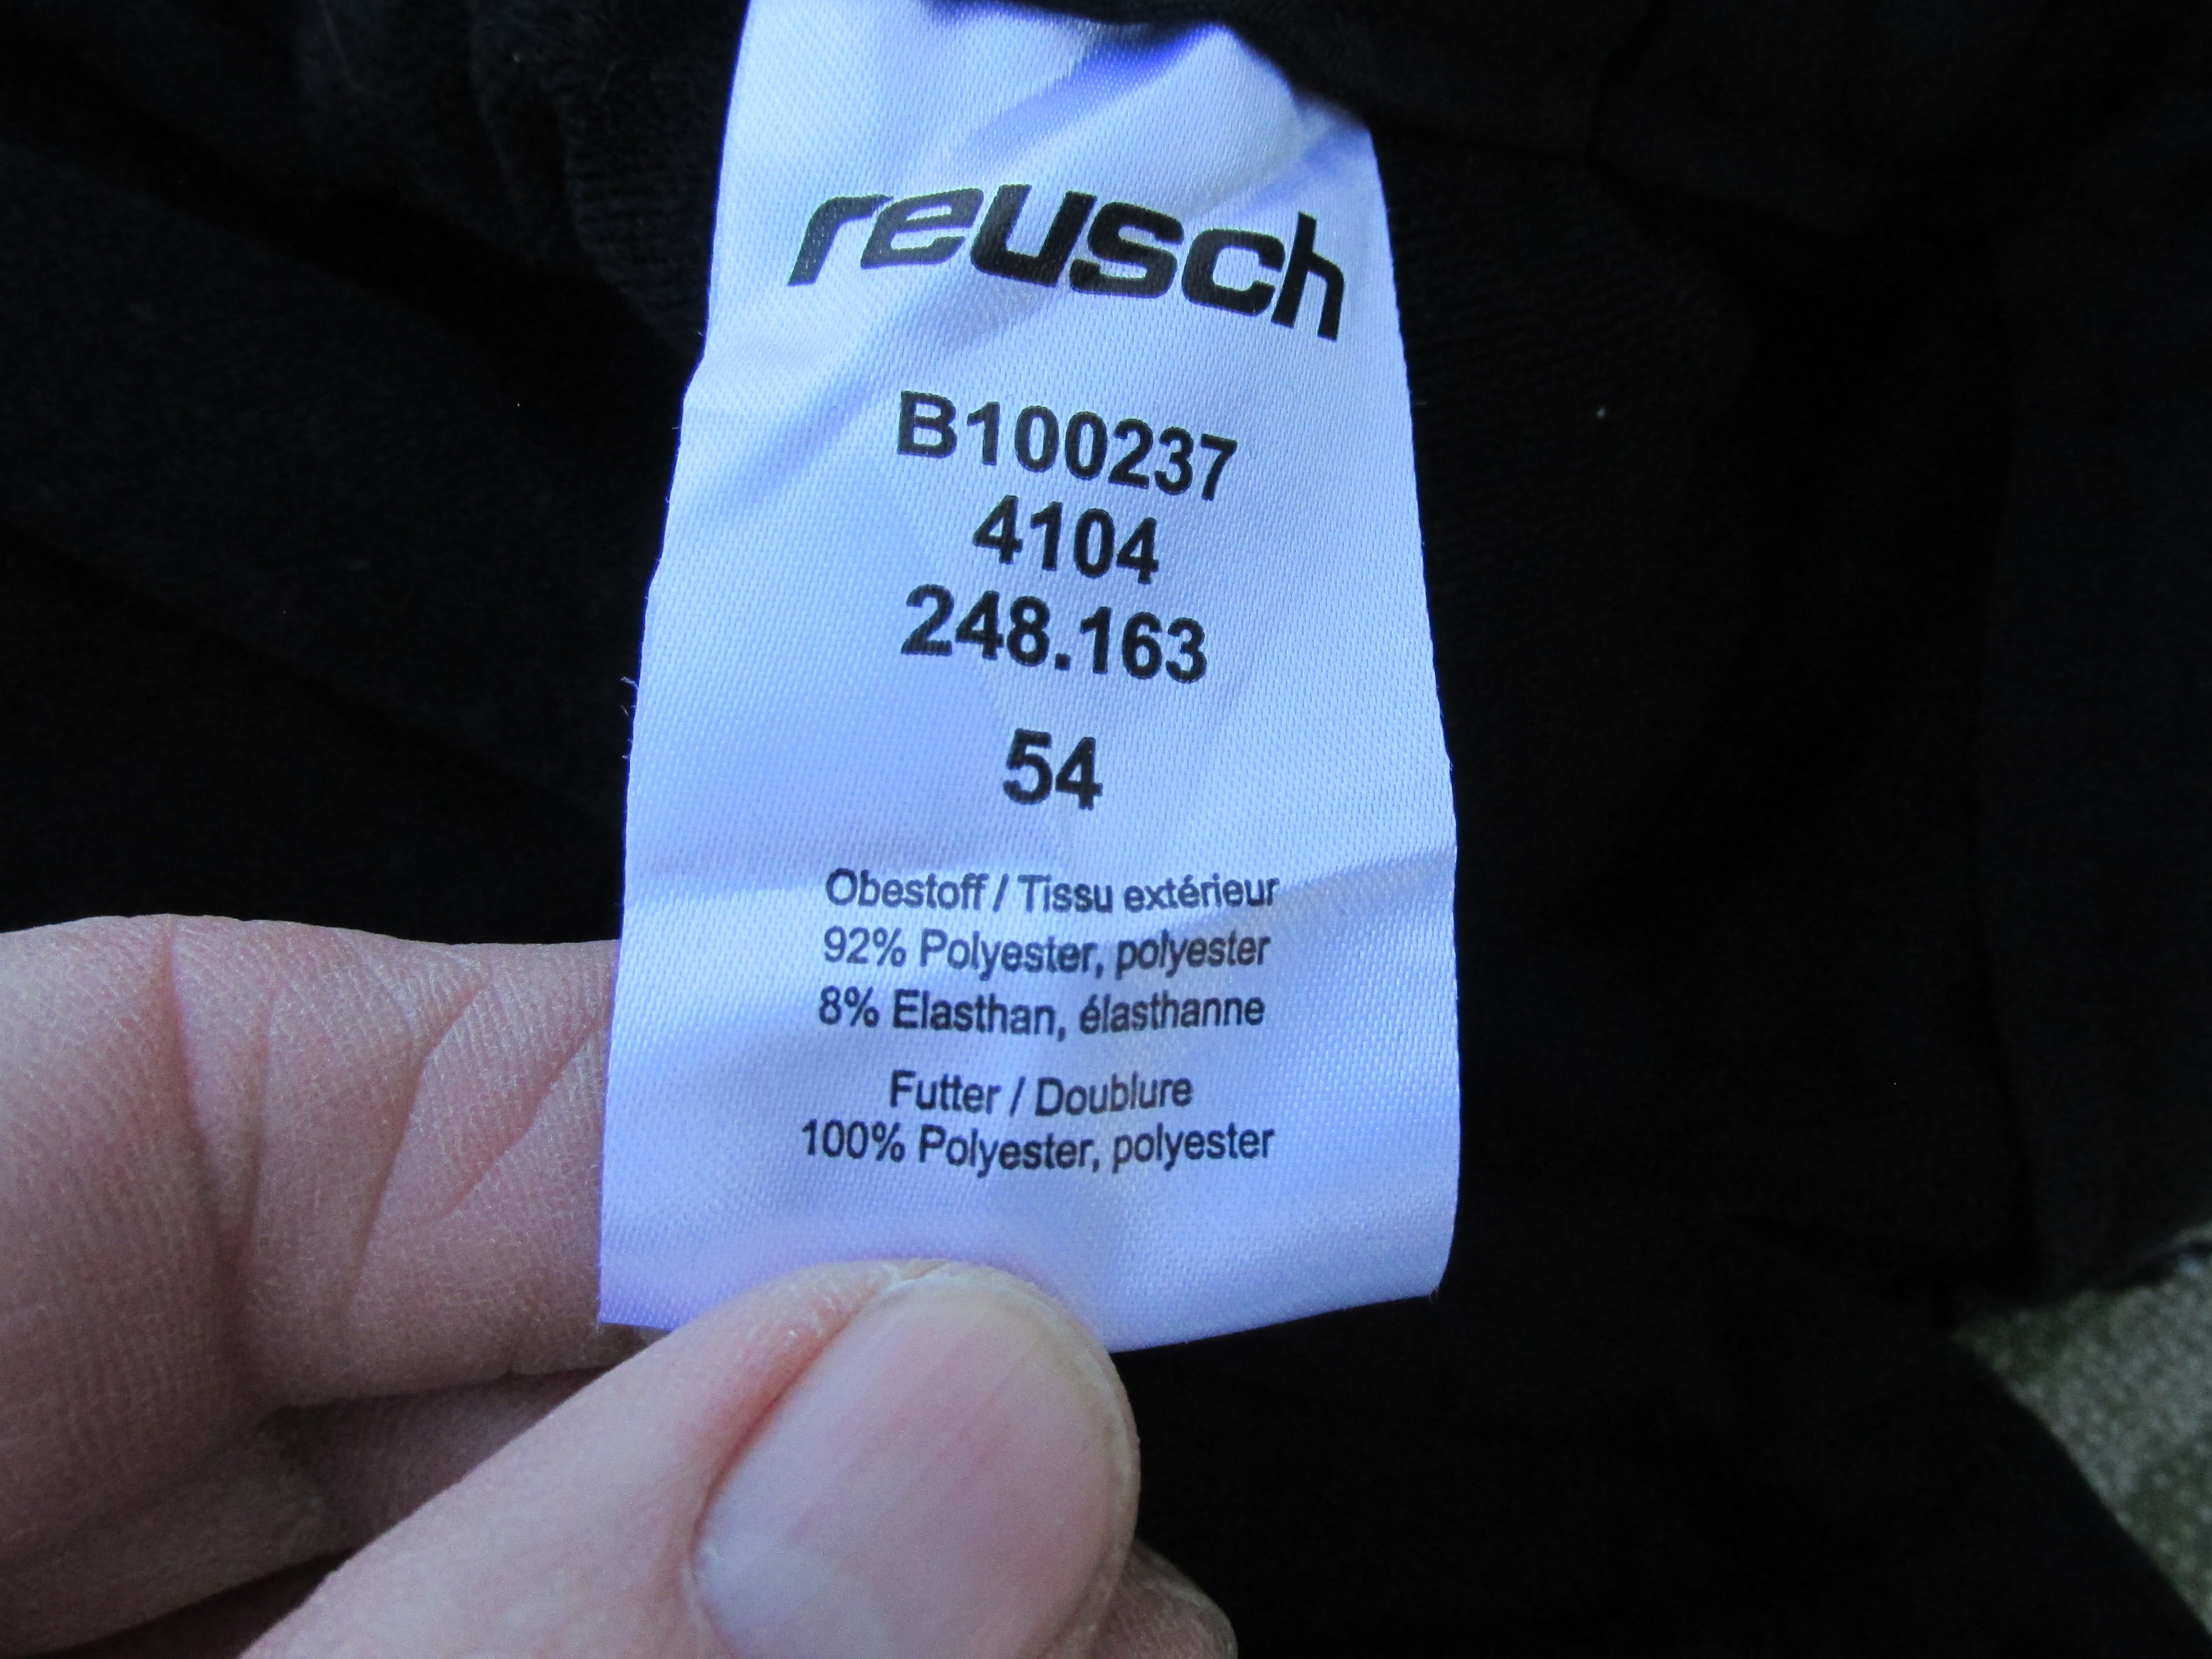 reusch
B100237
4104
248.163
54
Obestoff / Tissu extérieur
92% Polyester, polyester
8% Elasthan, élasthanne
Futter / Doublure
100% Polyester, polyester